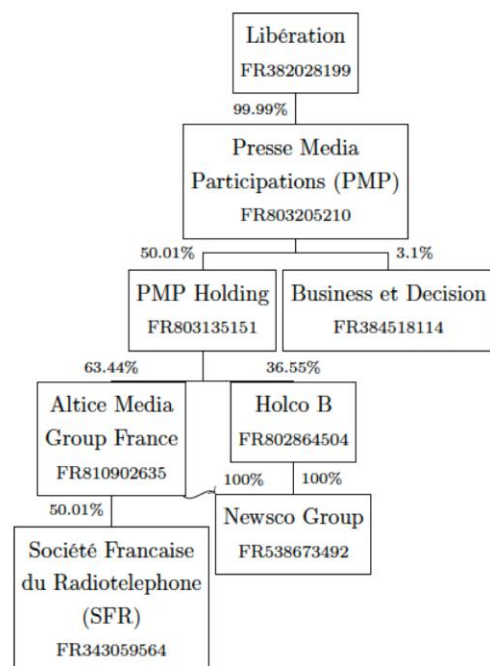 Libération
FR382028199
99.99%
Presse Media
Participations (PMP)
FR803205210
50.01%
3.1%
PMP Holding
FR803135151
Business et Decision
FR384518114
63.44%
36.55%
Altice Media
Group France
FR810902635
Holco B
FR802864504
100%
100%
50.01%
Newsco Group
FR538673492
Société Francaise
du Radiotelephone
(SFR)
FR343059564